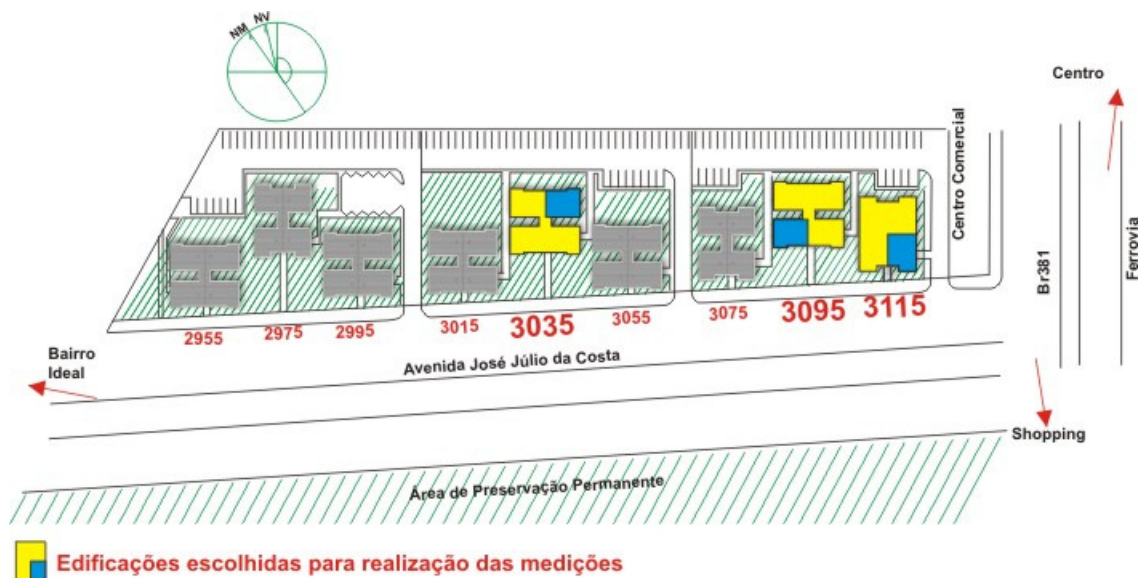 NM NV
Centro
Centro Comercial
Br381
Ferrovia
2955
2975
2995
3015
3035
3055
3075
3095
3115
Bairro
Ideal
Avenida José Júlio da Costa
Shopping
Área de Preservação Permanente
Edificações escolhidas para realização das medições